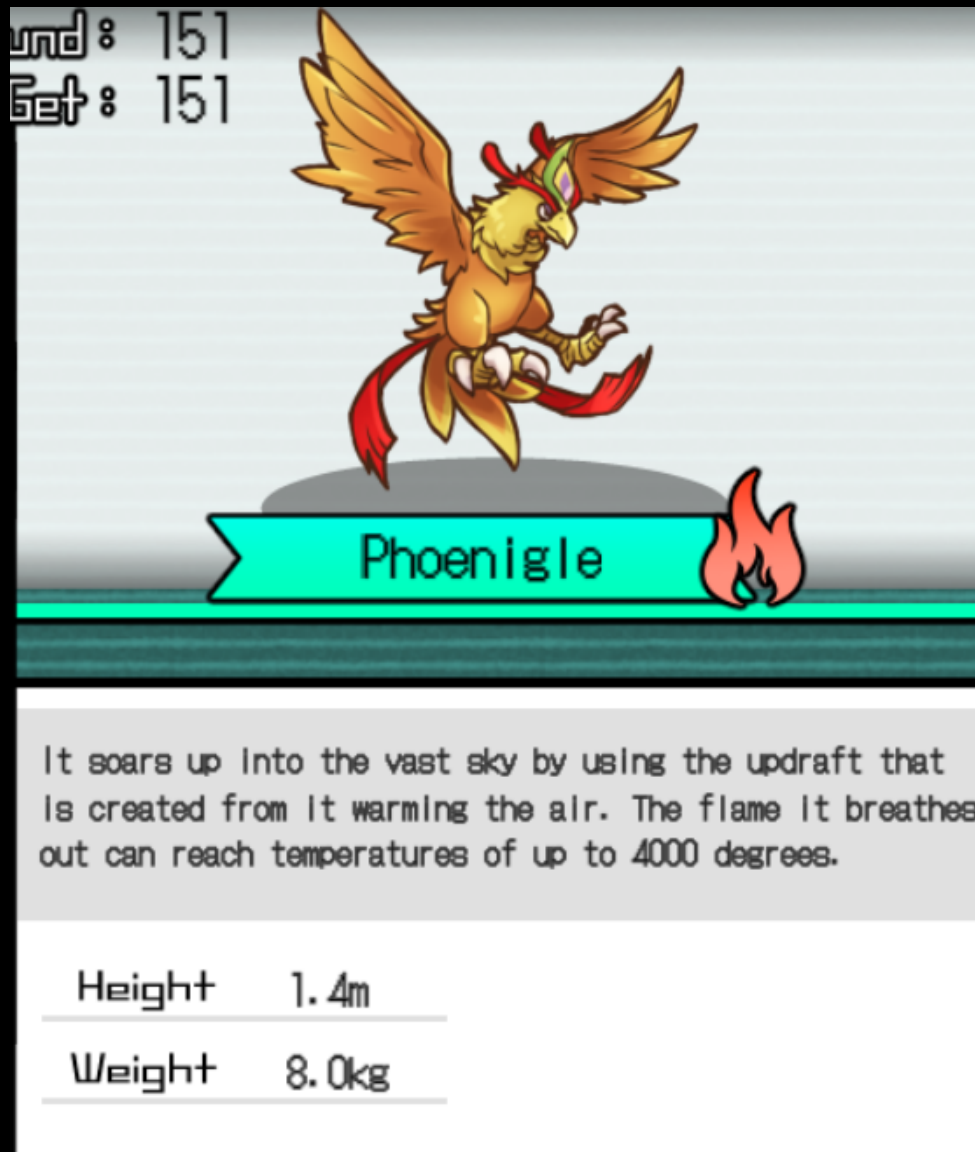 und: 151
Get: 151
Phoenigle
It soars up into the vast sky by using the updraft that
is created from it warming the air. The flame it breathes
out can reach temperatures of up to 4000 degrees.
Height 1.4m
Weight 8.0kg